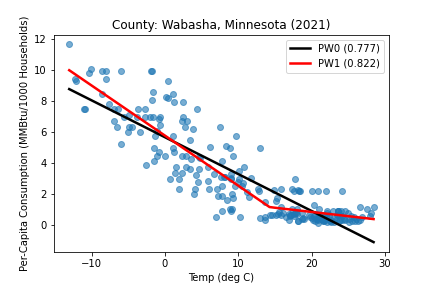 County: Wabasha, Minnesota (2021)
Per-Capita Consumption (MMBtu/1000 Households)
12
10
8
6
4
2
0
PW0 (0.777)
PW1 (0.822)
−10 0 10 20 30
Temp (deg C)